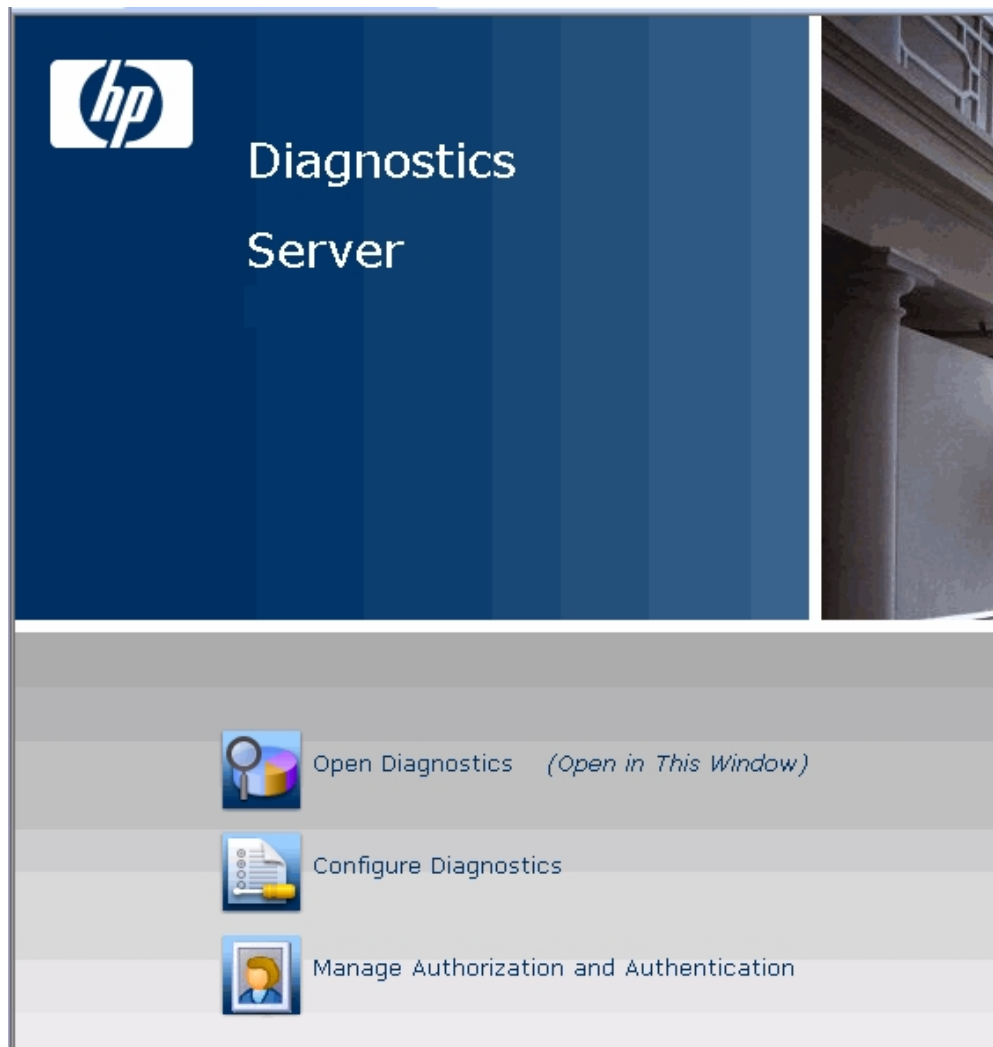 hp
Diagnostics
Server
Open Diagnostics (Open in This Window)
Configure Diagnostics
Manage Authorization and Authentication